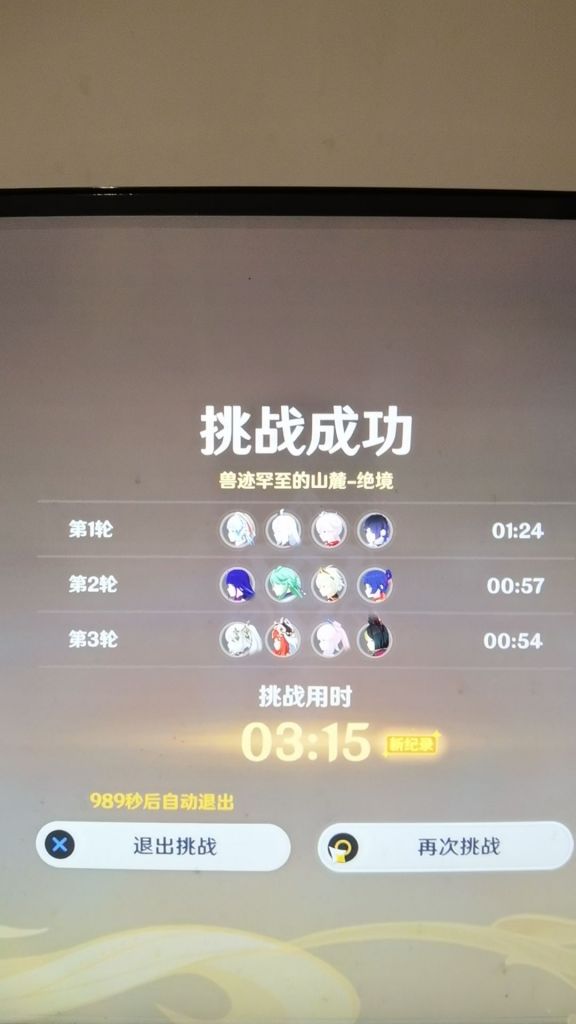 挑战成功
兽迹罕至的山麓-绝境
第1轮 01:24
第2轮 00:57
第3轮 00:54
挑战用时
03:15 新纪录
989秒后自动退出
退出挑战 再次挑战